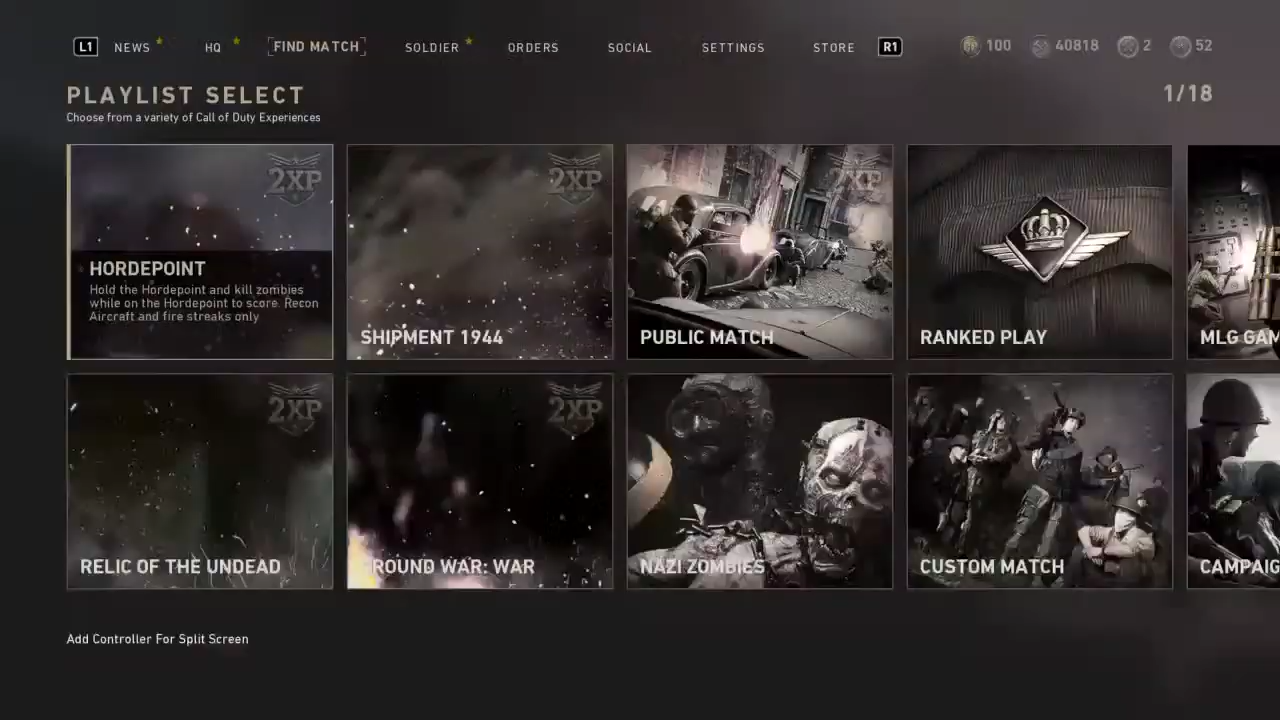 L1 NEWS HQ FIND MATCH SOLDIER ORDERS SOCIAL SETTINGS STORE R1 100 40818 2 52
PLAYLIST SELECT 1/18
Choose from a variety of Call of Duty Experiences
2XP 2XP 2XP
HORDEPOINT
Hold the Hordepoint and kill zombies
while on the Hordepoint to score. Recon
Aircraft and fire streaks only
SHIPMENT 1944 PUBLIC MATCH RANKED PLAY MLG GAM
2XP 2XP
RELIC OF THE UNDEAD ROUND WAR: WAR NAZI ZOMBIES CUSTOM MATCH CAMPAIG
Add Controller For Split Screen